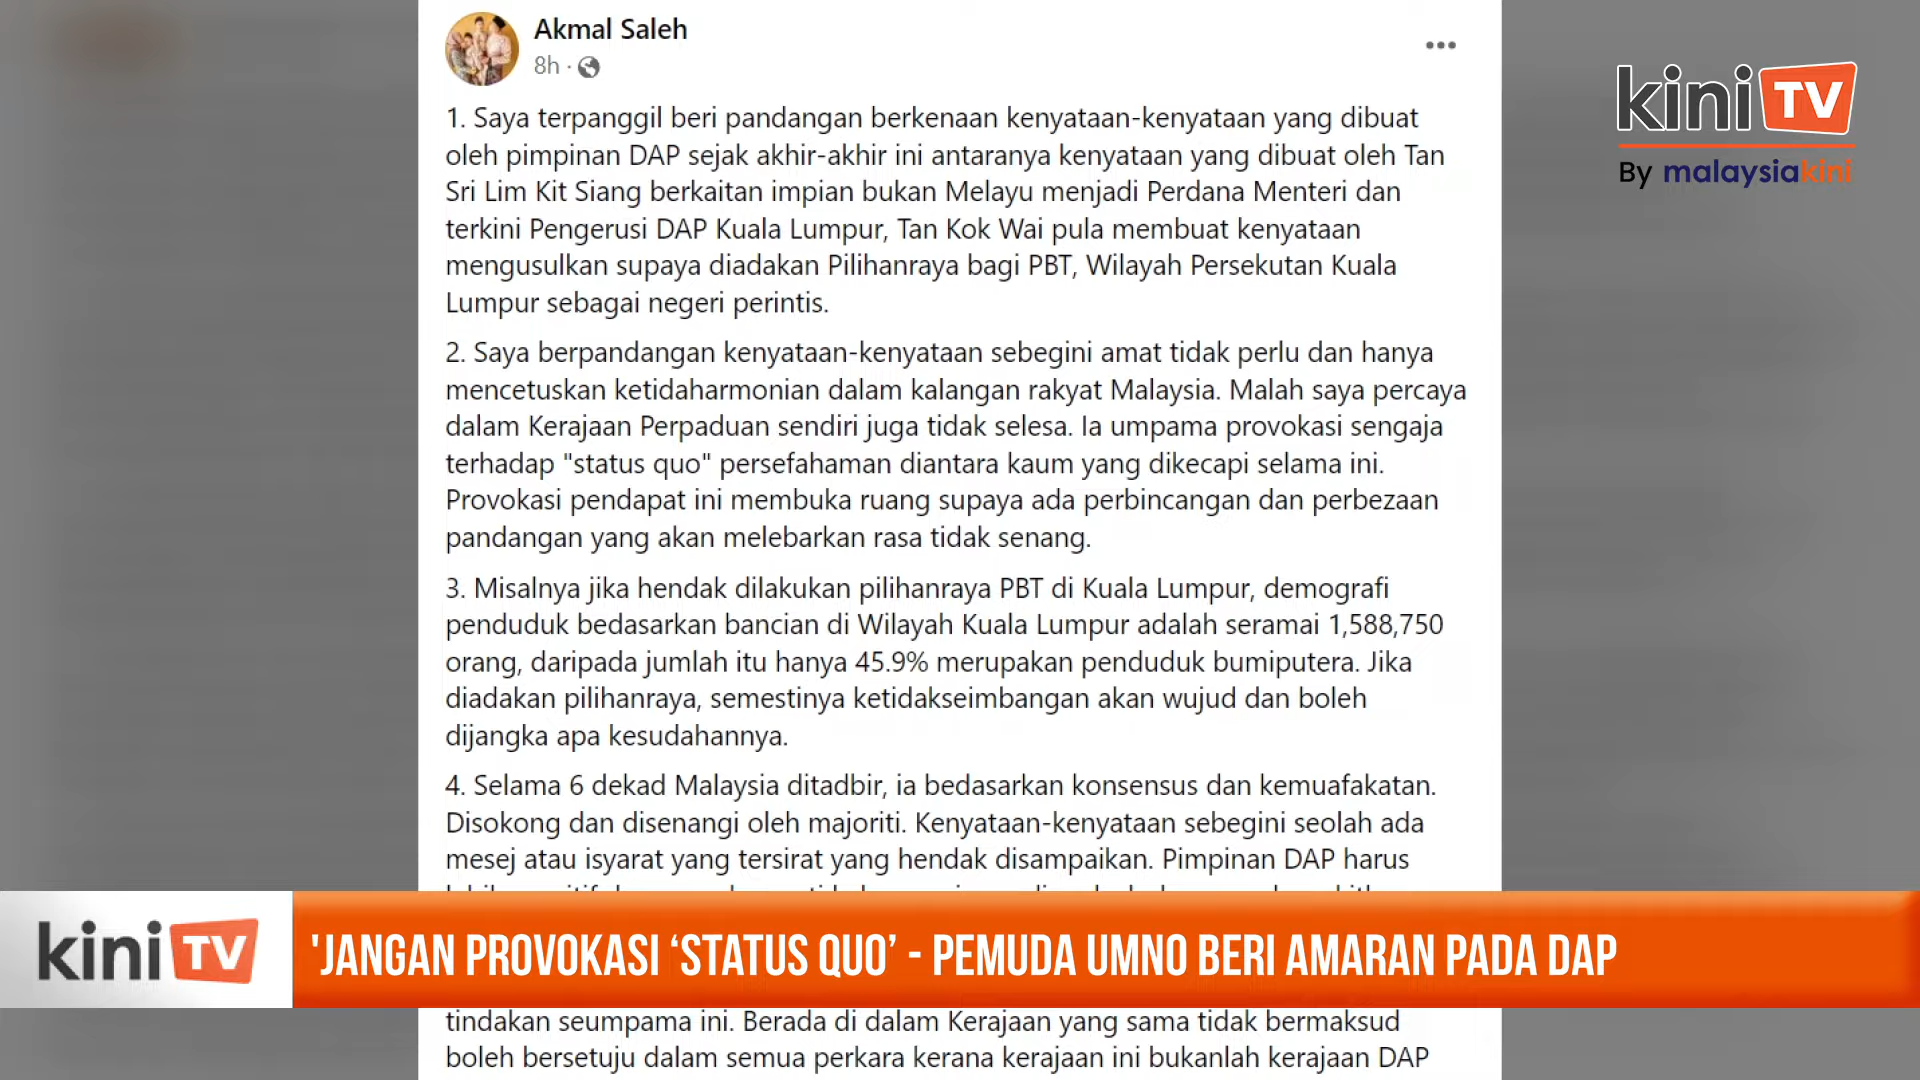 Akmal Saleh
8h ·
1. Saya terpanggil beri pandangan berkenaan kenyataan-kenyataan yang dibuat
oleh pimpinan DAP sejak akhir-akhir ini antaranya kenyataan yang dibuat oleh Tan
Sri Lim Kit Siang berkaitan impian bukan Melayu menjadi Perdana Menteri dan
terkini Pengerusi DAP Kuala Lumpur, Tan Kok Wai pula membuat kenyataan
mengusulkan supaya diadakan Pilihanraya bagi PBT, Wilayah Persekutan Kuala
Lumpur sebagai negeri perintis.
2. Saya berpandangan kenyataan-kenyataan sebegini amat tidak perlu dan hanya
mencetuskan ketidaharmonian dalam kalangan rakyat Malaysia. Malah saya percaya
dalam Kerajaan Perpaduan sendiri juga tidak selesa. Ia umpama provokasi sengaja
terhadap "status quo" persefahaman diantara kaum yang dikecapi selama ini.
Provokasi pendapat ini membuka ruang supaya ada perbincangan dan perbezaan
pandangan yang akan melebarkan rasa tidak senang.
3. Misalnya jika hendak dilakukan pilihanraya PBT di Kuala Lumpur, demografi
penduduk bedasarkan bancian di Wilayah Kuala Lumpur adalah seramai 1,588,750
orang, daripada jumlah itu hanya 45.9% merupakan penduduk bumiputera. Jika
diadakan pilihanraya, semestinya ketidakseimbangan akan wujud dan boleh
dijangka apa kesudahannya.
4. Selama 6 dekad Malaysia ditadbir, ia bedasarkan konsensus dan kemuafakatan.
Disokong dan disenangi oleh majoriti. Kenyataan-kenyataan sebegini seolah ada
mesej atau isyarat yang tersirat yang hendak disampaikan. Pimpinan DAP harus
tindakan seumpama ini. Berada di dalam Kerajaan yang sama tidak bermaksud
boleh bersetuju dalam semua perkara kerana kerajaan ini bukanlah kerajaan DAP
kini TV
By malaysiakini
kini TV
'JANGAN PROVOKASI ‘STATUS QUO’ - PEMUDA UMNO BERI AMARAN PADA DAP